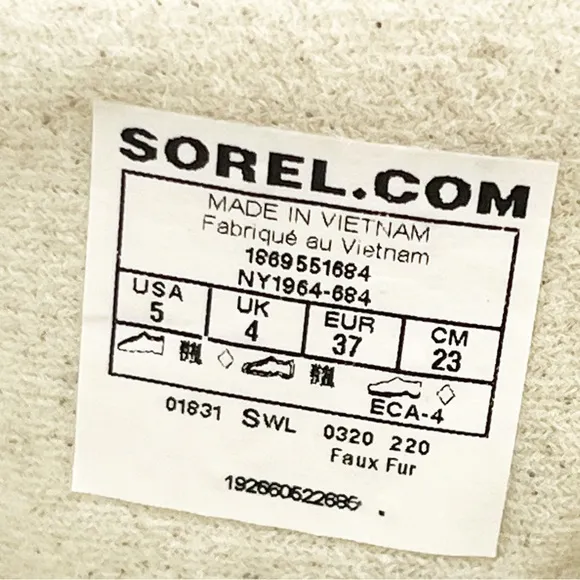 SOREL.COM
MADE IN VIETNAM
Fabriqué au Vietnam
1869551684
NY1964-684
USA UK EUR CM
5 4 37 23
ECA-4
01831 SWL 0320 220
Faux Fur
192660522685